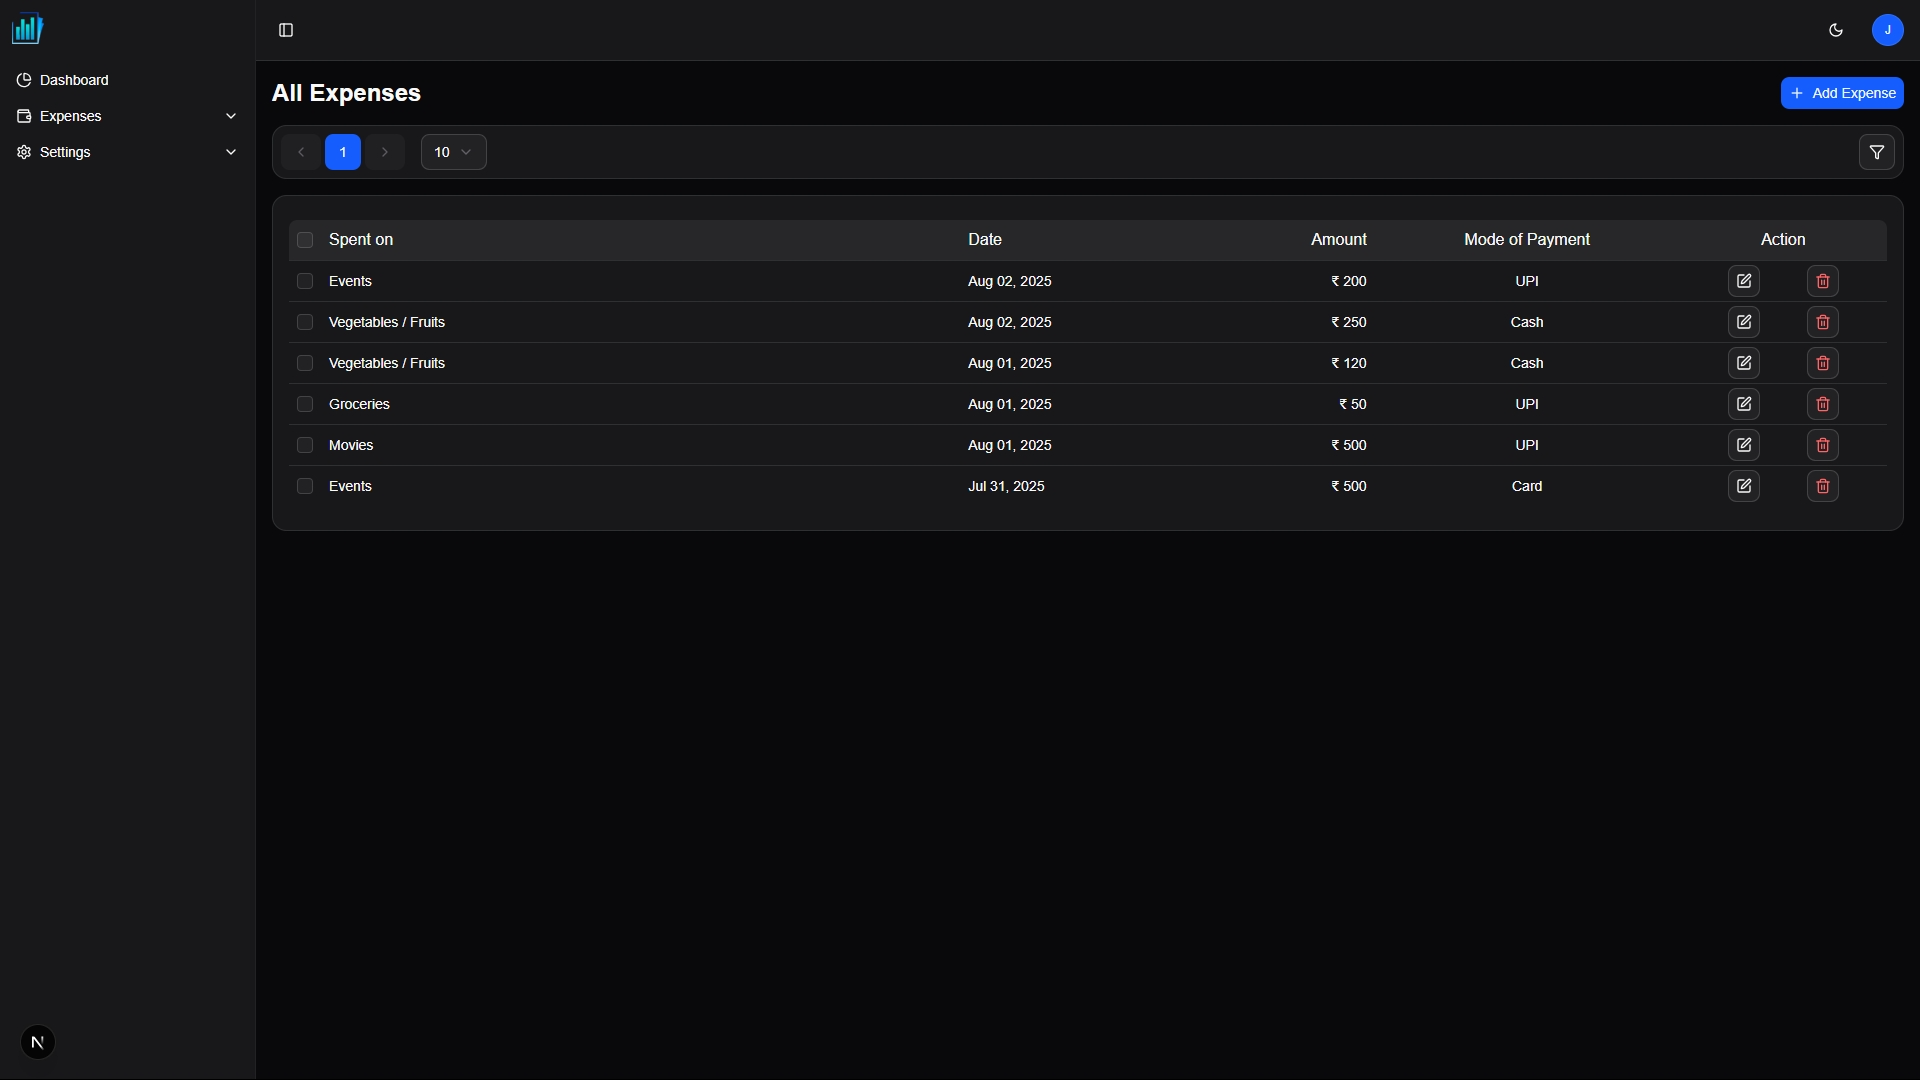 J
Dashboard
Expenses
Settings
All Expenses
Add Expense
1
10
Spent on Date Amount Mode of Payment Action
Events Aug 02, 2025 ₹ 200 UPI
Vegetables / Fruits Aug 02, 2025 ₹ 250 Cash
Vegetables / Fruits Aug 01, 2025 ₹ 120 Cash
Groceries Aug 01, 2025 ₹ 50 UPI
Movies Aug 01, 2025 ₹ 500 UPI
Events Jul 31, 2025 ₹ 500 Card
N